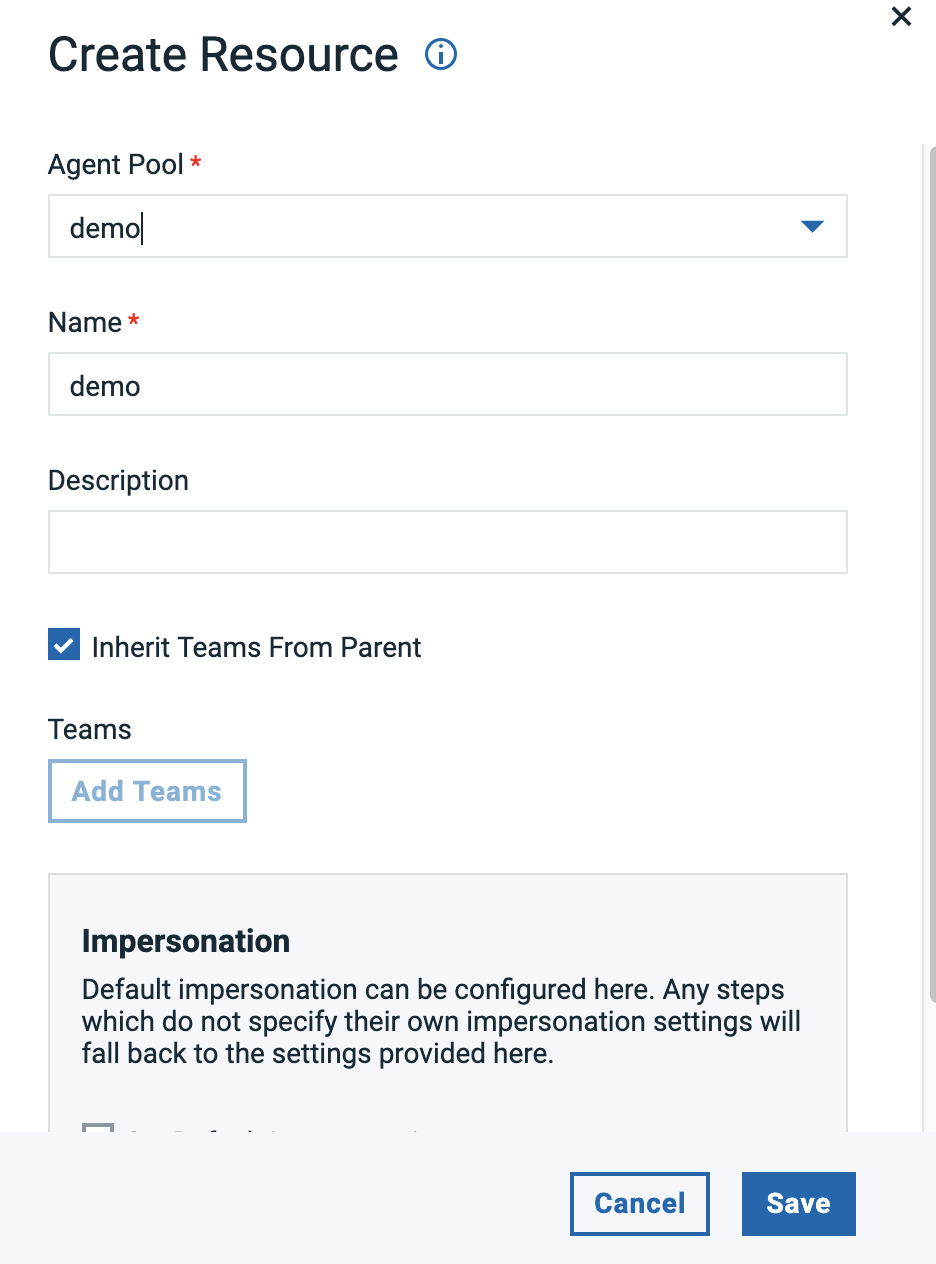 Create Resource
Agent Pool *
demo
Name *
demo
Description
Inherit Teams From Parent
Teams
Add Teams
Impersonation
Default impersonation can be configured here. Any steps
which do not specify their own impersonation settings will
fall back to the settings provided here.
Cancel
Save